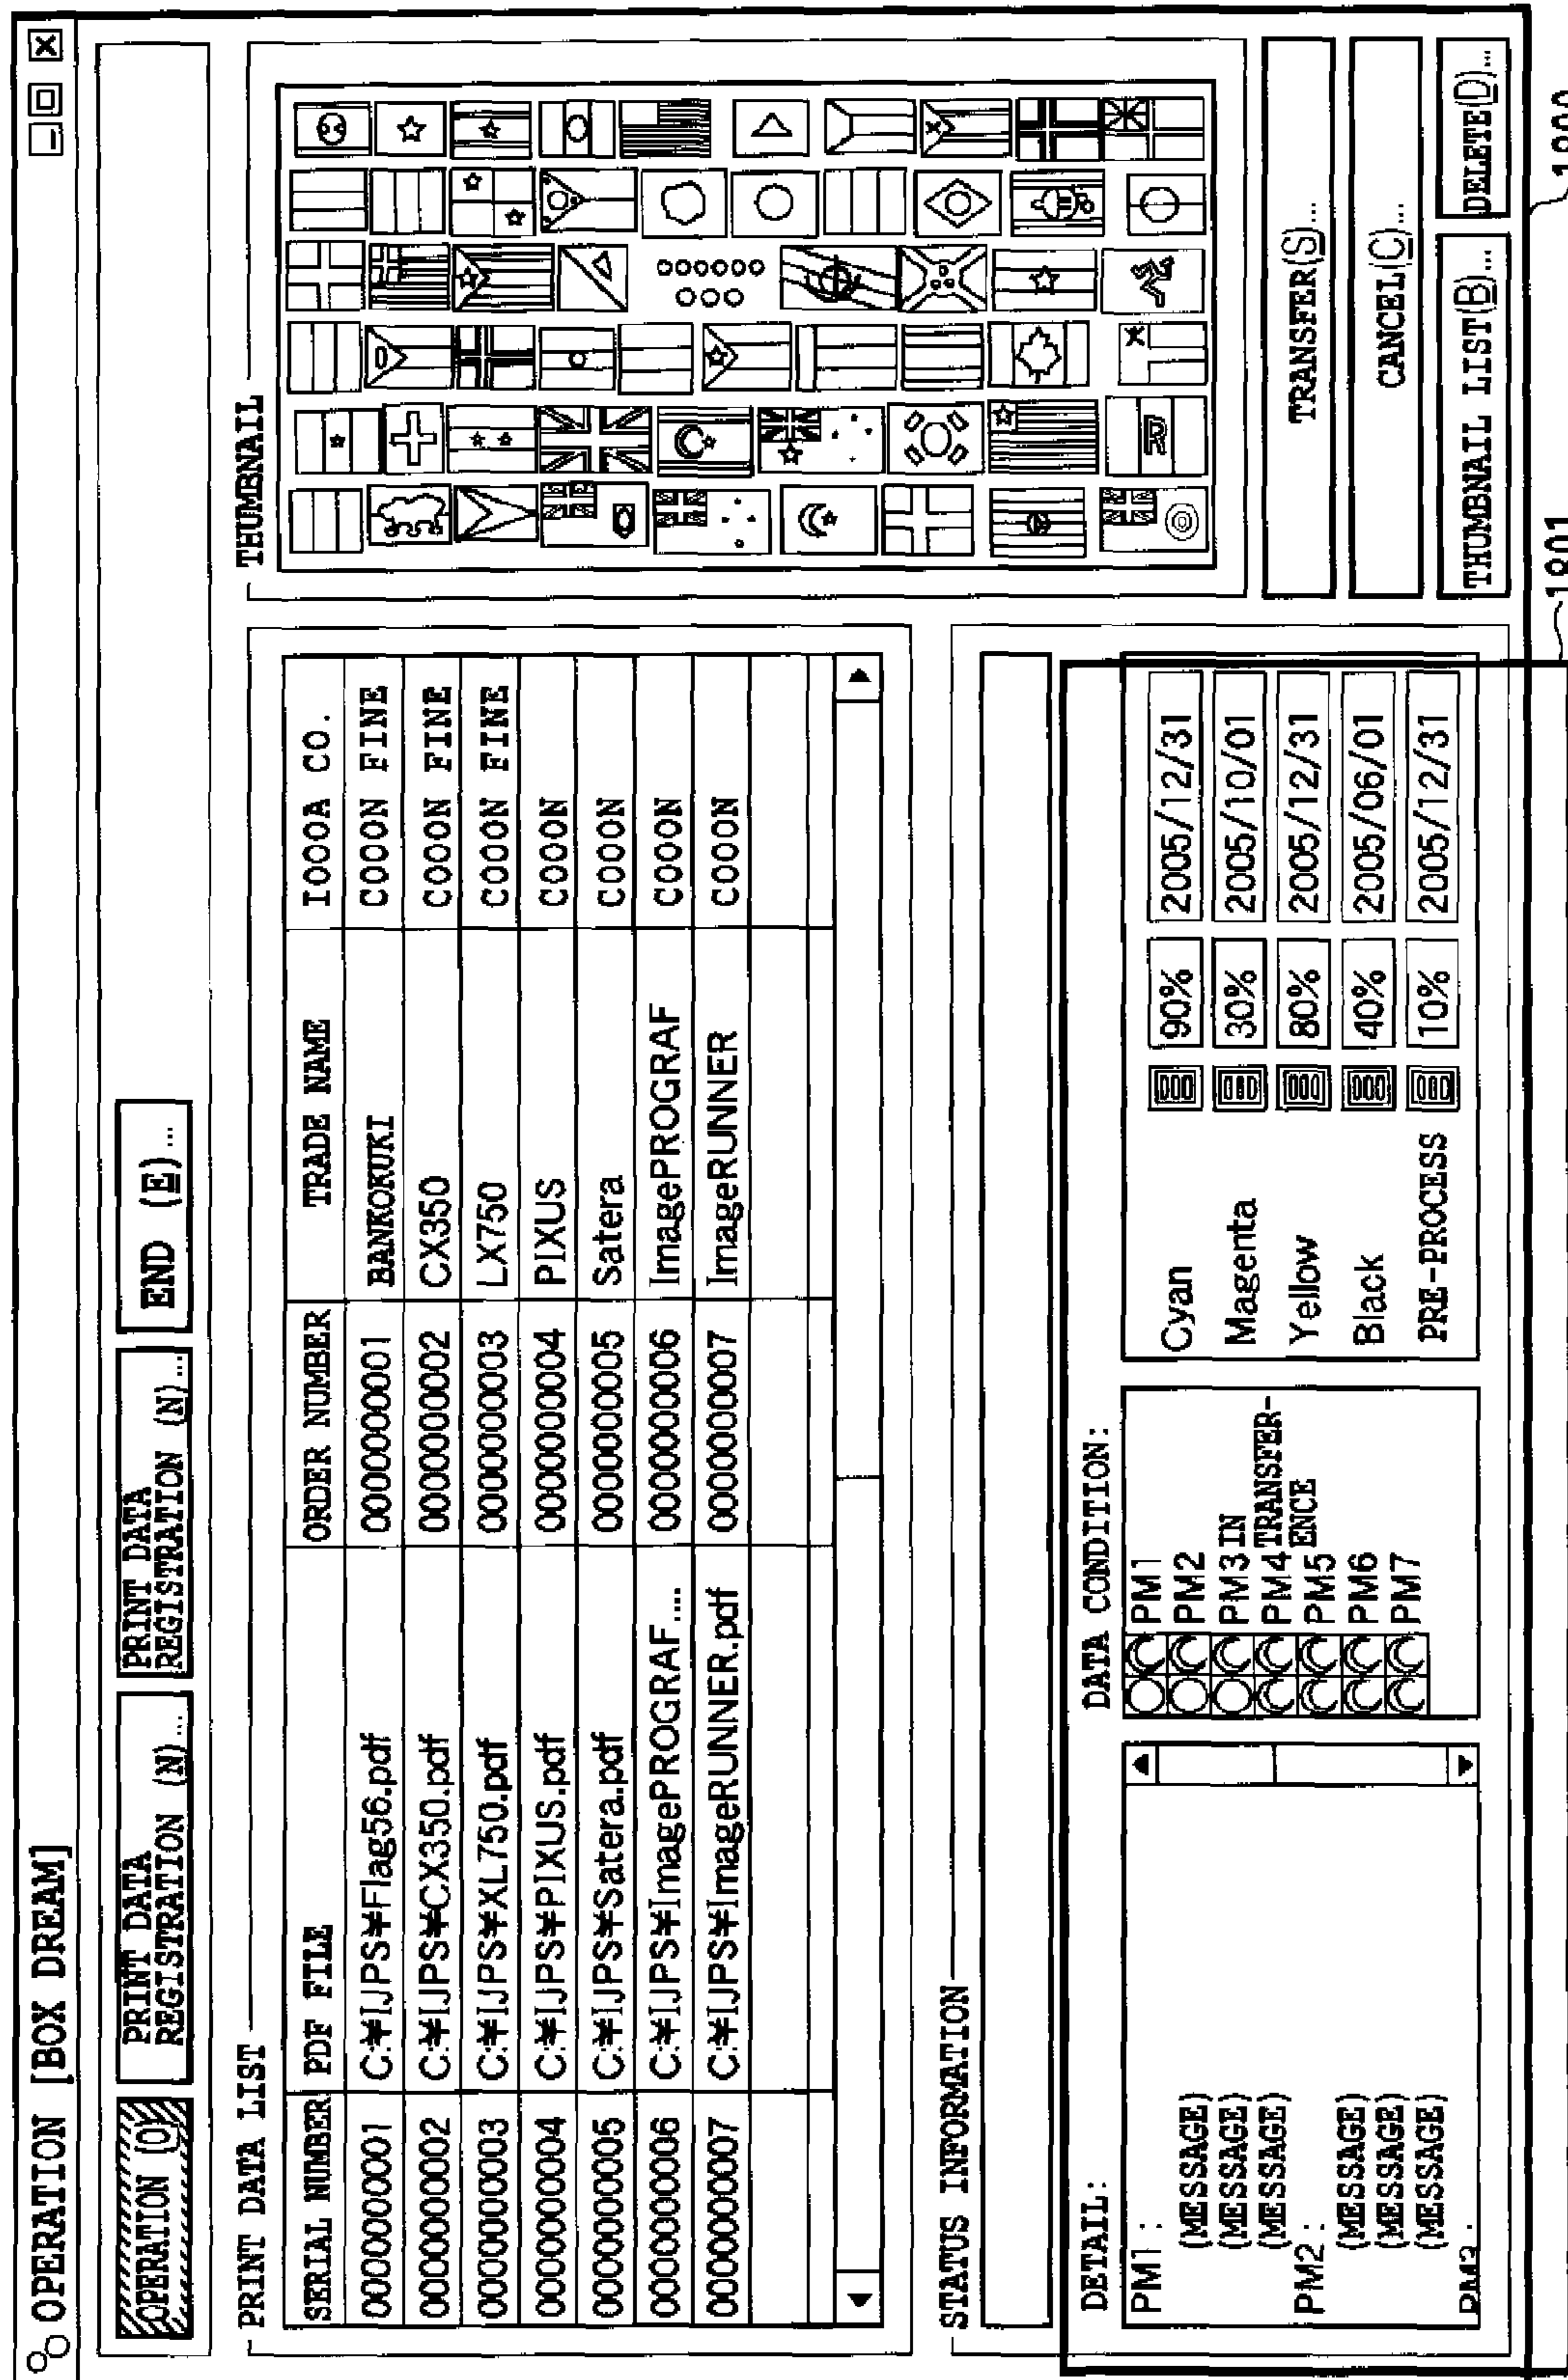 OPERATION [BOX DREAM]
OPERATION (O)
PRINT DATA
REGISTRATION (N)...
PRINT DATA
REGISTRATION (N)...
END (E)...
PRINT DATA LIST
SERIAL NUMBER PDF FILE ORDER NUMBER TRADE NAME IOOOA CO.
0000000001 C:¥IJPS¥Flag56.pdf 0000000001 BANKOKUKI COOON FINE
0000000002 C:¥IJPS¥CX350.pdf 0000000002 CX350 COOON FINE
0000000003 C:¥IJPS¥XL750.pdf 0000000003 LX750 COOON FINE
0000000004 C:¥IJPS¥PIXUS.pdf 0000000004 PIXUS COOON
0000000005 C:¥IJPS¥Satera.pdf 0000000005 Satera COOON
0000000006 C:¥IJPS¥ImagePROGRAF.... 0000000006 ImagePROGRAF COOON
0000000007 C:¥IJPS¥ImageRUNNER.pdf 0000000007 ImageRUNNER COOON
THUMBNAIL
STATUS INFORMATION
DETAIL:
PM1:
(MESSAGE)
(MESSAGE)
(MESSAGE)
PM2:
(MESSAGE)
(MESSAGE)
(MESSAGE)
PM3:
DATA CONDITION:
PM1
PM2
PM3 IN
PM4 TRANSFER-
PM5 ENCE
PM6
PM7
Cyan 90% 2005/12/31
Magenta 30% 2005/10/01
Yellow 80% 2005/12/31
Black 40% 2005/06/01
PRE-PROCESS 10% 2005/12/31
TRANSFER(S)...
CANCEL(C)...
THUMBNAIL LIST(B)...
DELETE(D)...
1801